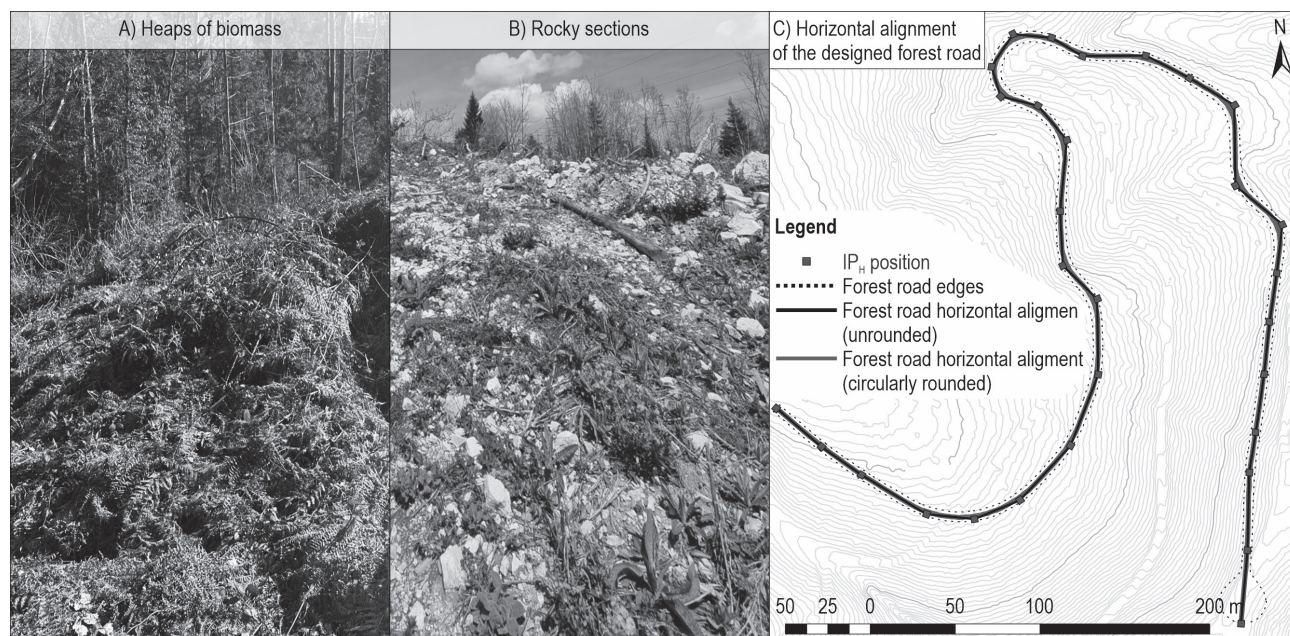 A) Heaps of biomass
B) Rocky sections
C) Horizontal alignment
of the designed forest road
N
Legend
IPH position
Forest road edges
Forest road horizontal alignmen
(unrounded)
Forest road horizontal aligment
(circularly rounded)
50 25 0 50 100 200 m